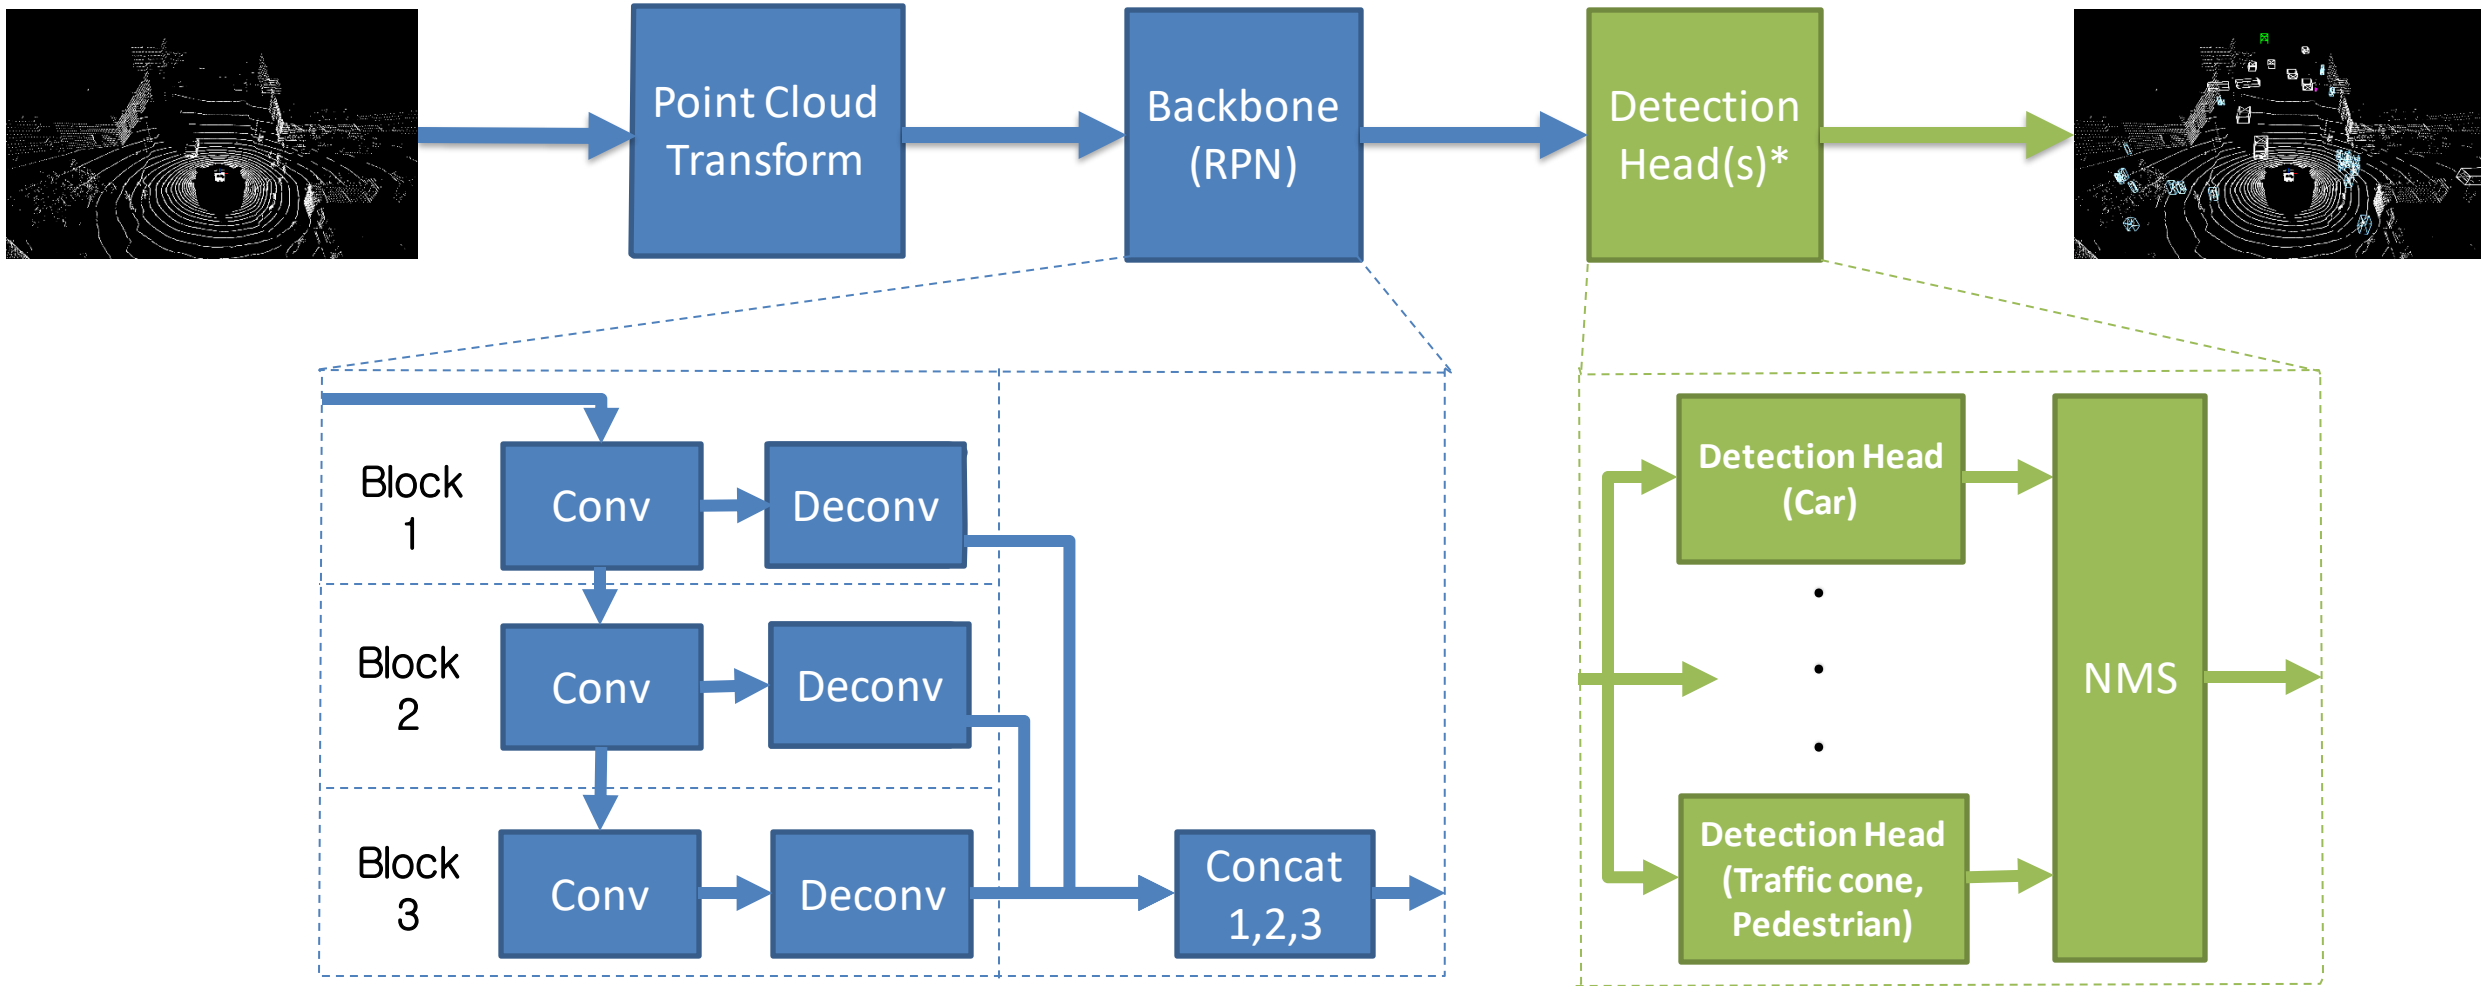 Point Cloud
Transform
Backbone
(RPN)
Detection
Head(s)*
Block
1
Conv
Deconv
Block
2
Conv
Deconv
Block
3
Conv
Deconv
Concat
1,2,3
Detection Head
(Car)
Detection Head
(Traffic cone,
Pedestrian)
NMS